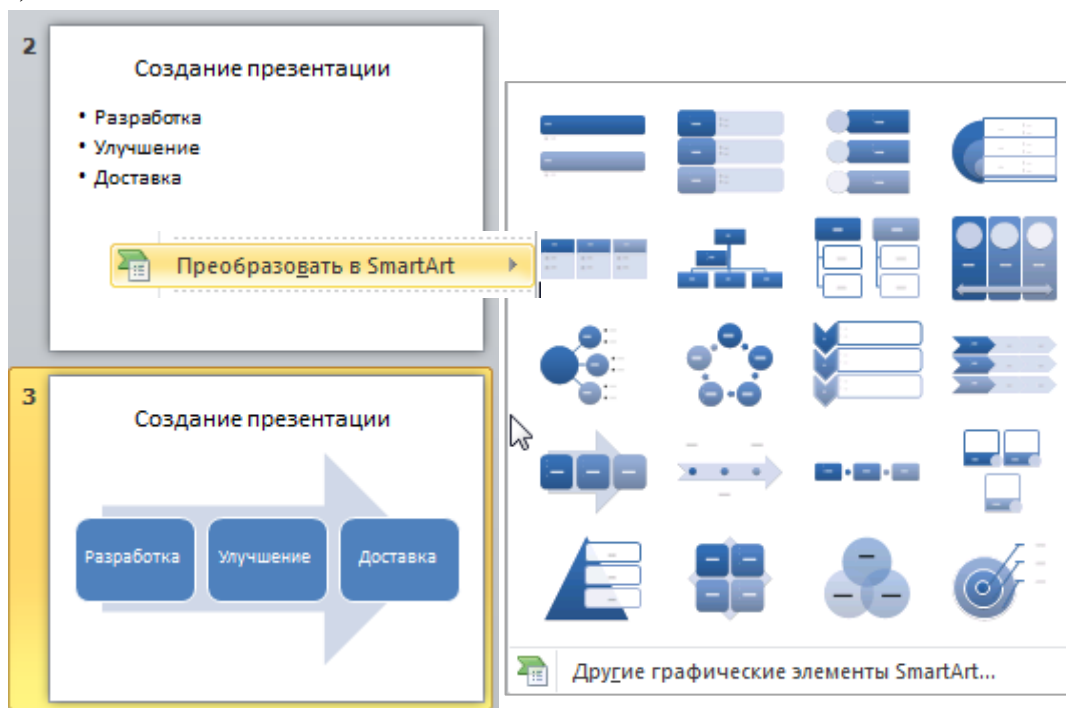 2
Создание презентации
• Разработка
• Улучшение
• Доставка
Преобразовать в SmartArt
3
Создание презентации
Разработка
Улучшение
Доставка
Другие графические элементы SmartArt...